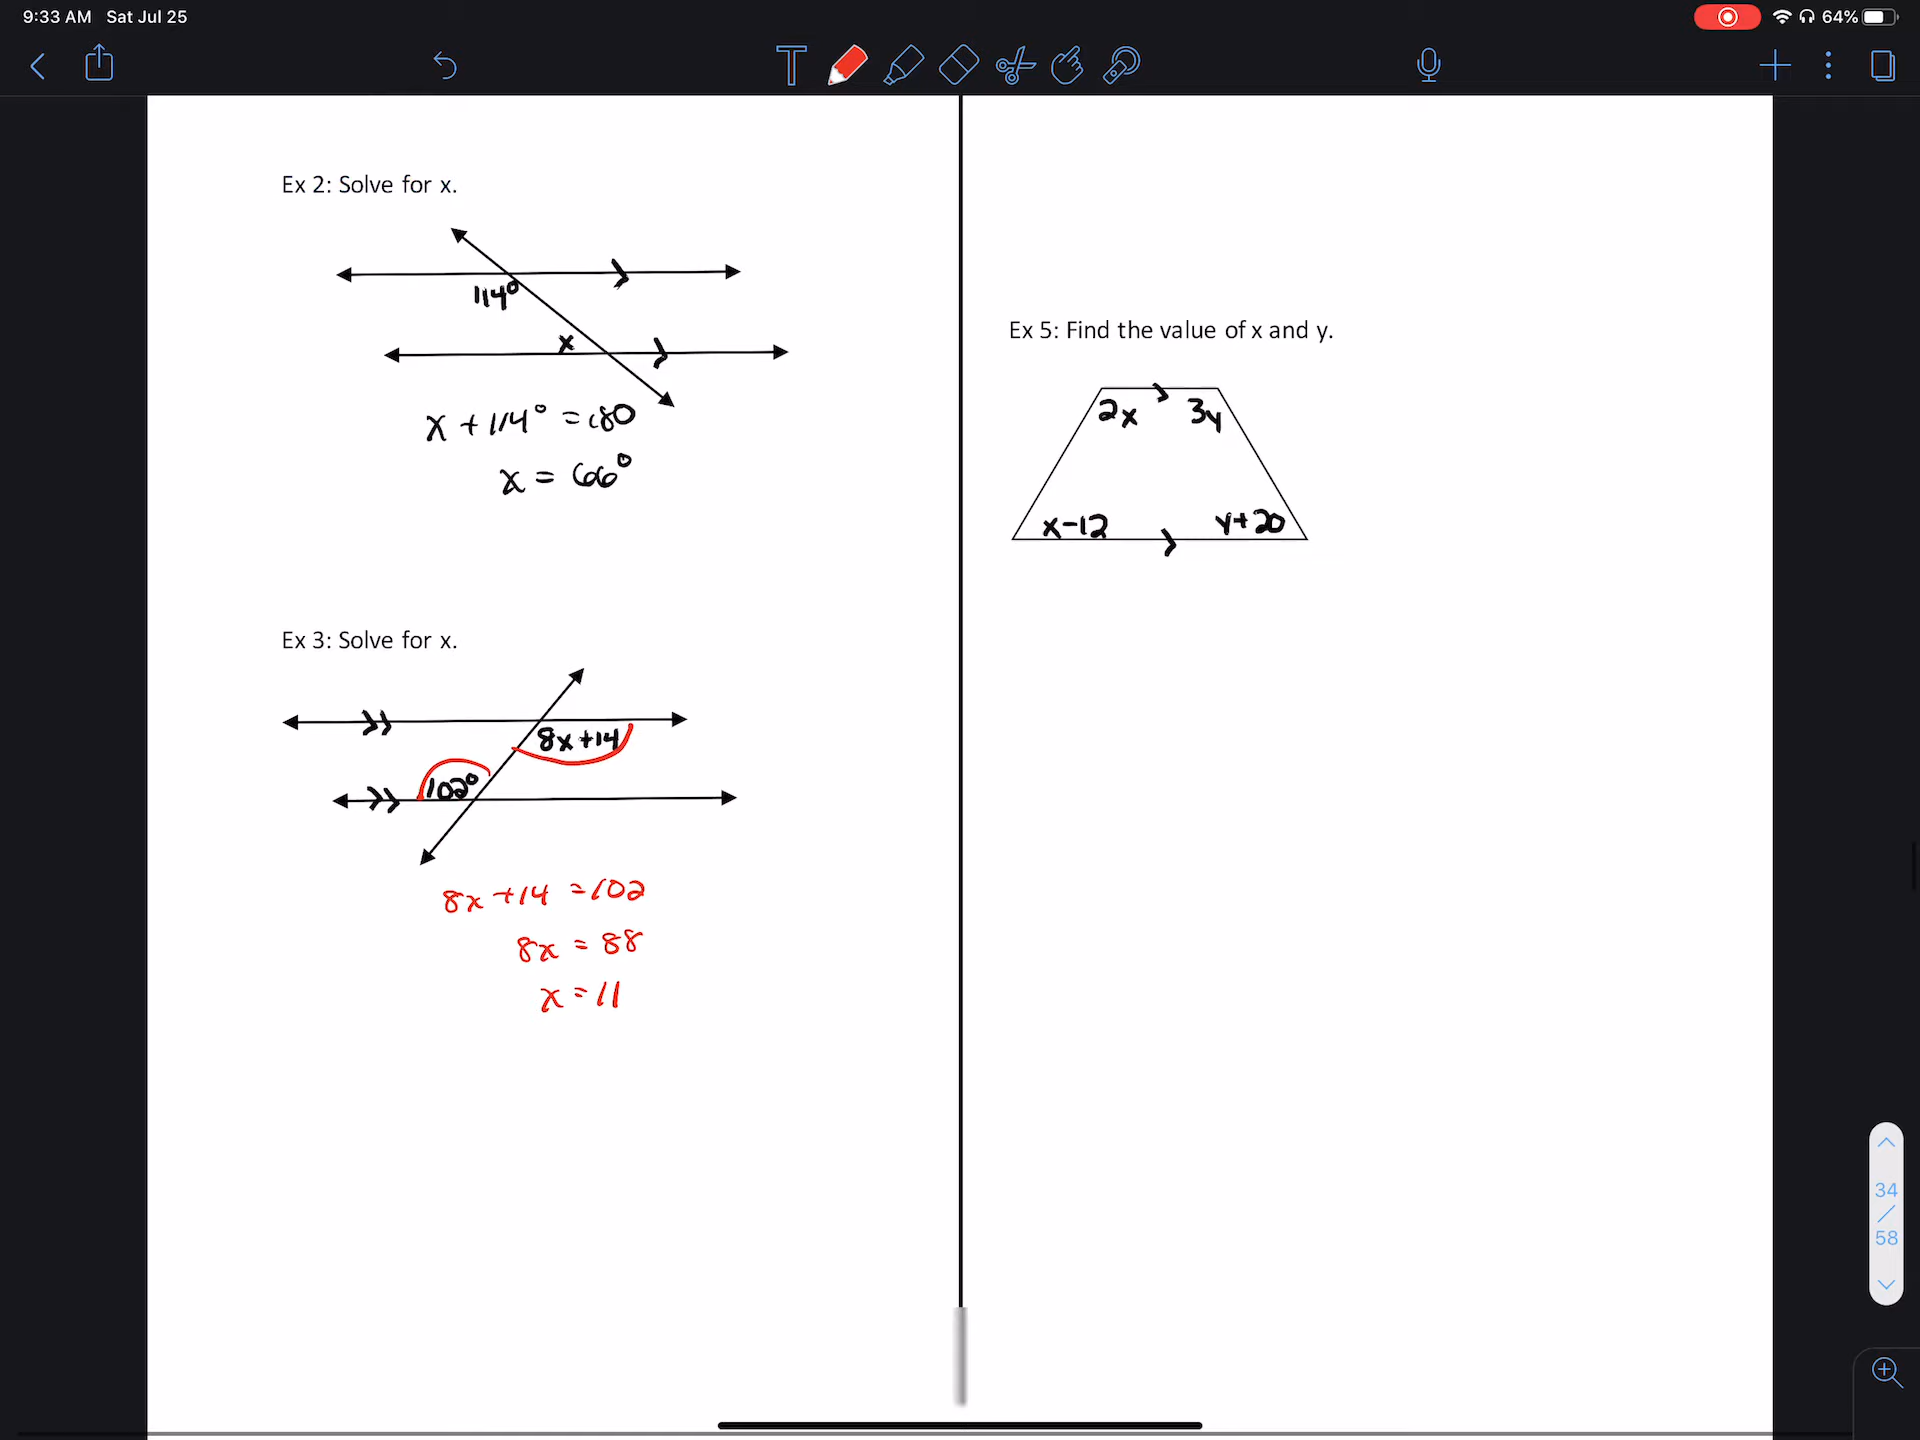 9:33 AM Sat Jul 25
64%
T
Ex 2: Solve for x.
114°
x
x + 114° = 180
x = 66°
Ex 3: Solve for x.
8x+14
102°
8x + 14 = 102
8x = 88
x = 11
Ex 5: Find the value of x and y.
2x 3y
x-12 y+20
34
/
58